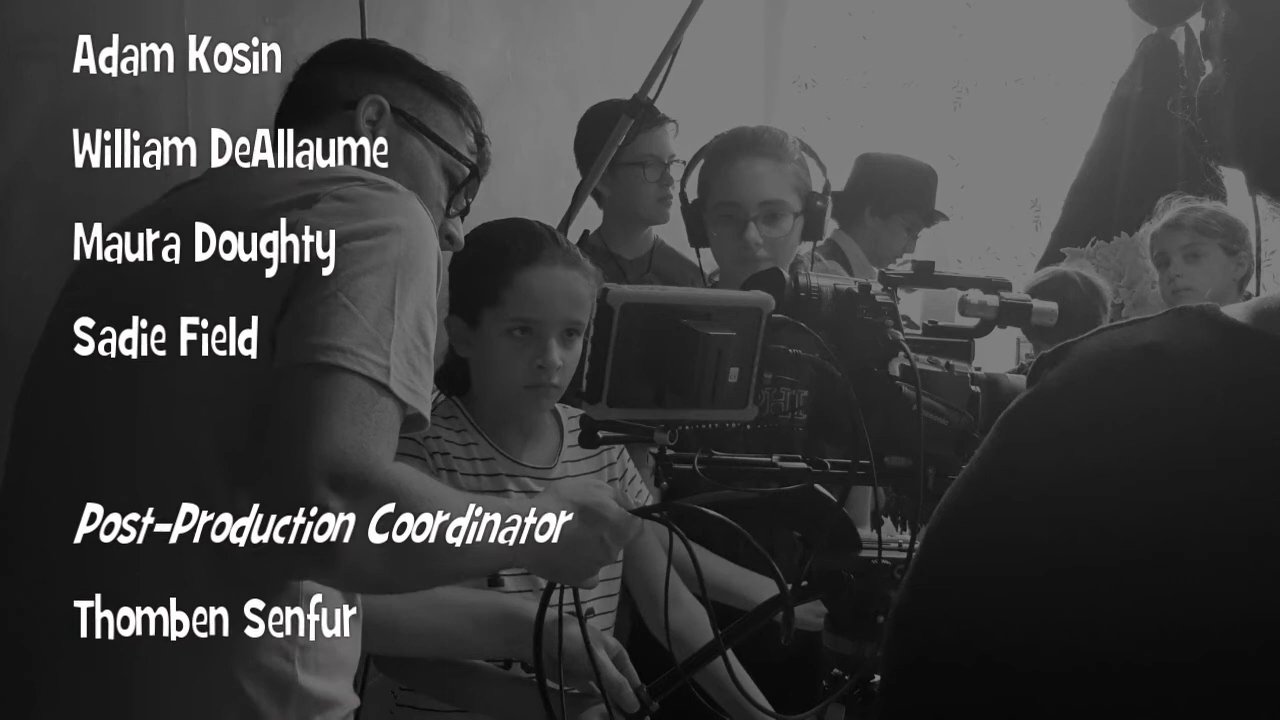 Adam Kosin
William DeAllaume
Maura Doughty
Sadie Field
Post-Production Coordinator
Thomben Senfur